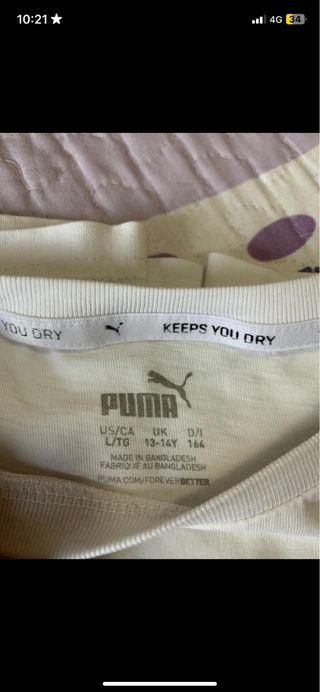 10:21
4G 34
YOU DRY KEEPS YOU DRY
PUMA
US/CA UK D/I
L/TG 13-14Y 164
MADE IN BANGLADESH
FABRIQUÉ AU BANGLADESH
PUMA.COM/FOREVERBETTER